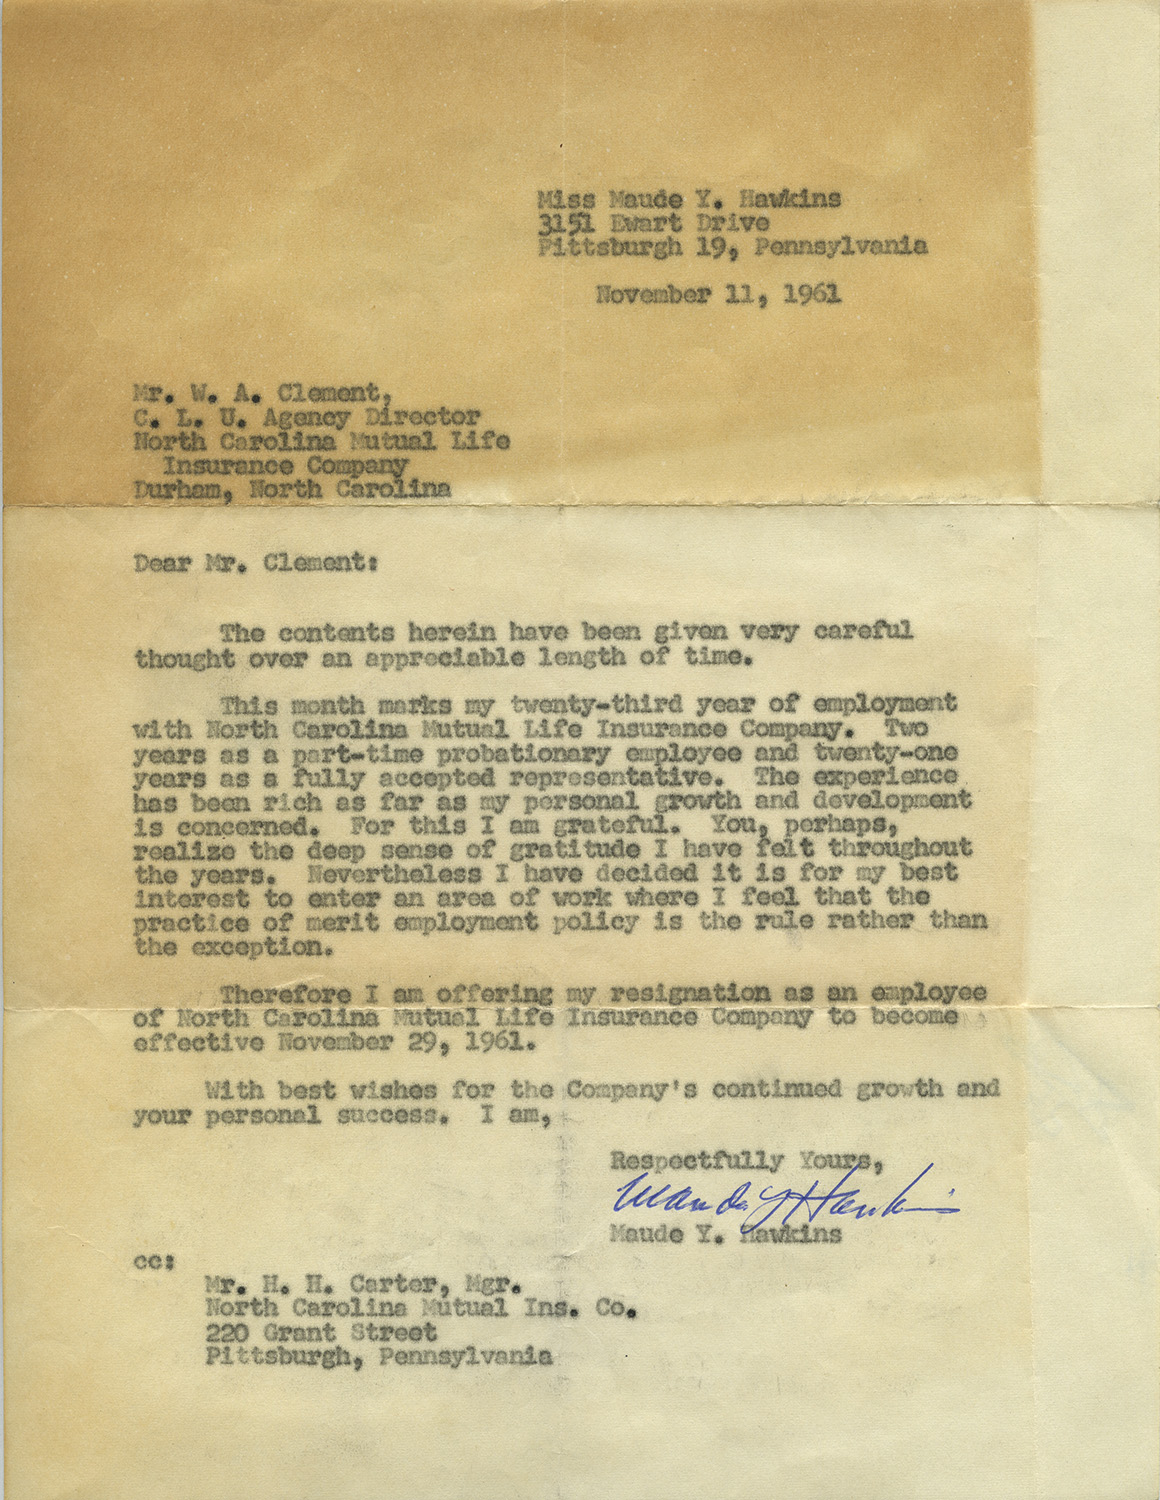 Miss Maude Y. Hawkins
3151 Ewart Drive
Pittsburgh 19, Pennsylvania
November 11, 1961
Mr. W. A. Clement,
C. L. U. Agency Director
North Carolina Mutual Life
Insurance Company
Durham, North Carolina
Dear Mr. Clement:
The contents herein have been given very careful
thought over an appreciable length of time.
This month marks my twenty-third year of employment
with North Carolina Mutual Life Insurance Company. Two
years as a part-time probationary employee and twenty-one
years as a fully accepted representative. The experience
has been rich as far as my personal growth and development
is concerned. For this I am grateful. You, perhaps,
realize the deep sense of gratitude I have felt throughout
the years. Nevertheless I have decided it is for my best
interest to enter an area of work where I feel that the
practice of merit employment policy is the rule rather than
the exception.
Therefore I am offering my resignation as an employee
of North Carolina Mutual Life Insurance Company to become
effective November 29, 1961.
With best wishes for the Company's continued growth and
your personal success. I am,
Respectfully Yours,
Maude Y Hawkins
Maude Y. Hawkins
cc:
Mr. H. H. Carter, Mgr.
North Carolina Mutual Ins. Co.
220 Grant Street
Pittsburgh, Pennsylvania